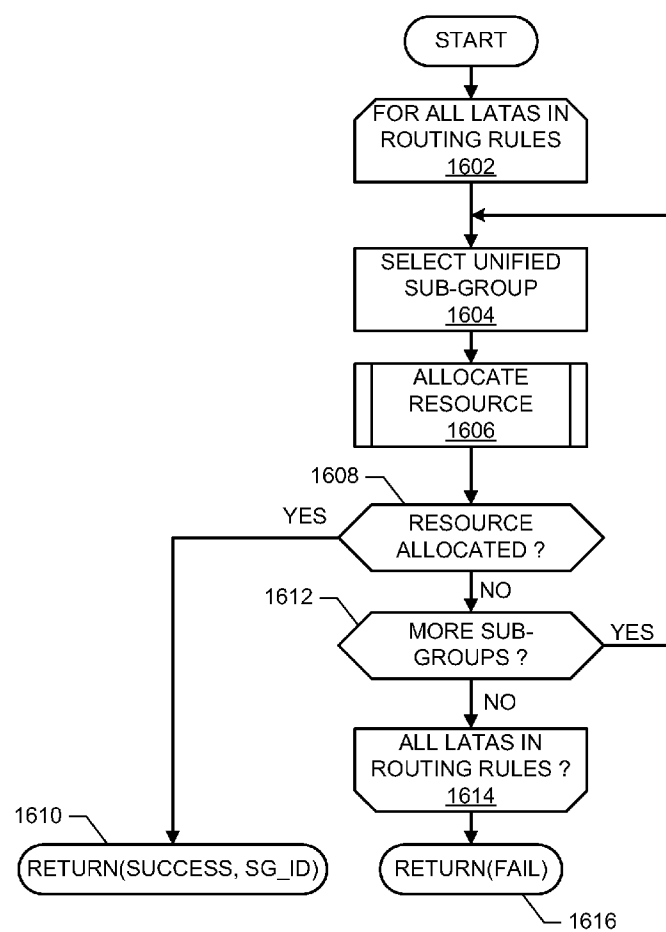 START
FOR ALL LATAS IN
ROUTING RULES
1602
SELECT UNIFIED
SUB-GROUP
1604
ALLOCATE
RESOURCE
1606
1608
YES
RESOURCE
ALLOCATED ?
NO
1612
MORE SUB-
GROUPS ?
YES
NO
ALL LATAS IN
ROUTING RULES ?
1614
1610
RETURN(SUCCESS, SG_ID)
RETURN(FAIL)
1616